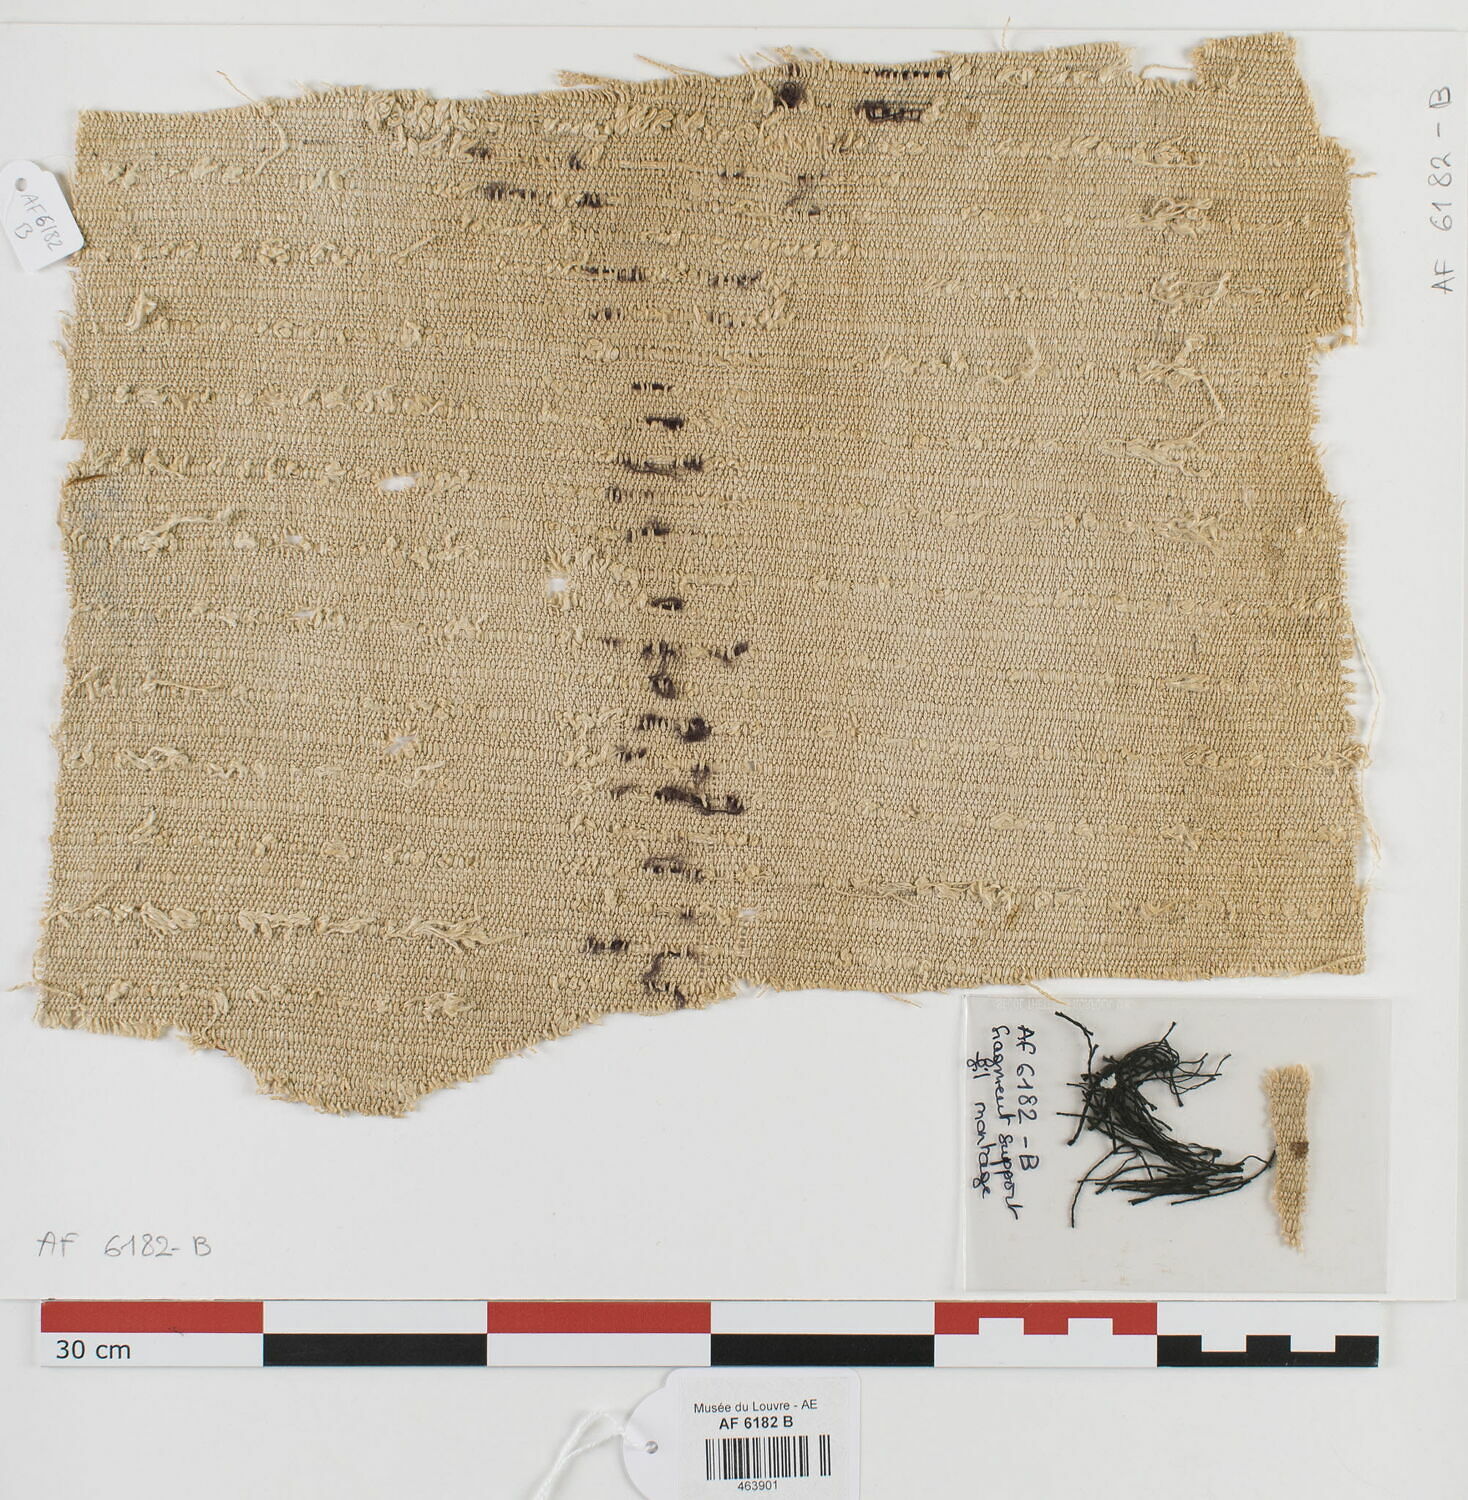 AF 6182
B
AF 6182 - B
AF 6182 - B
fragment support
fil montage
AF 6182 - B
30 cm
Musée du Louvre - AE
AF 6182 B
463901